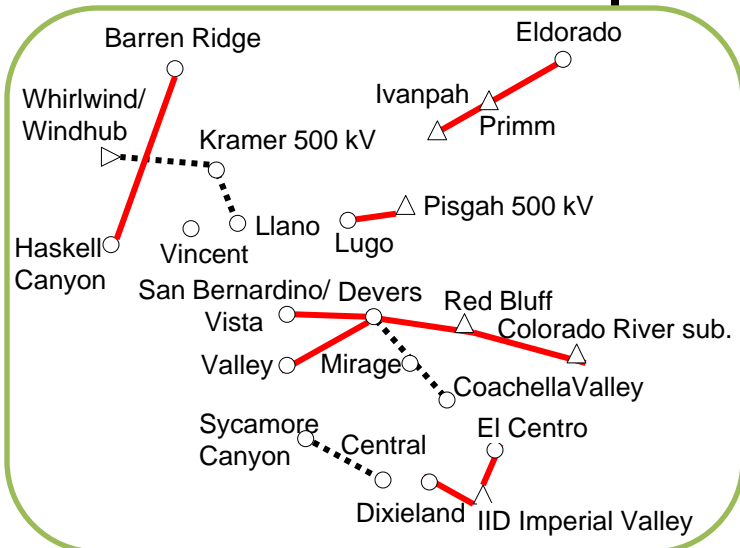 Barren Ridge
Eldorado
Whirlwind/
Windhub
Ivanpah
Primm
Kramer 500 kV
Llano
Pisgah 500 kV
Lugo
Vincent
Haskell
Canyon
San Bernardino/
Vista
Devers
Red Bluff
Colorado River sub.
Valley
Mirage
CoachellaValley
Sycamore
Canyon
Central
El Centro
Dixieland
IID Imperial Valley